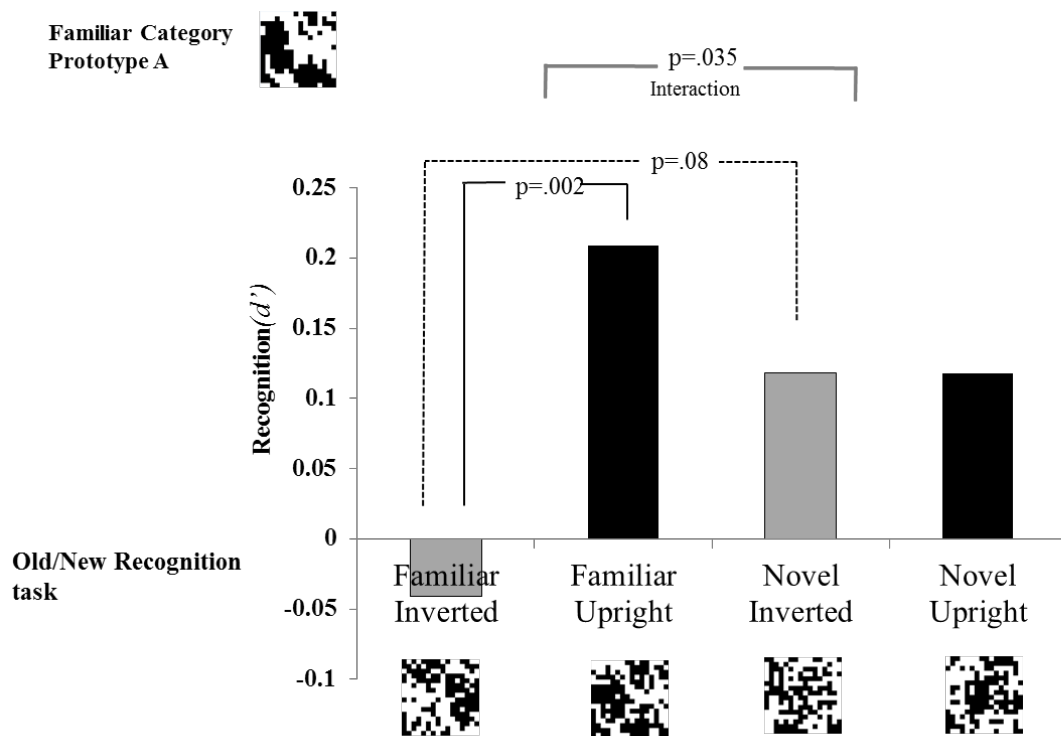 Familiar Category
Prototype A
p=.035
Interaction
p=.08
p=.002
Recognition(d’)
0.25
0.2
0.15
0.1
0.05
0
-0.05
-0.1
Old/New Recognition
task
Familiar
Inverted
Familiar
Upright
Novel
Inverted
Novel
Upright